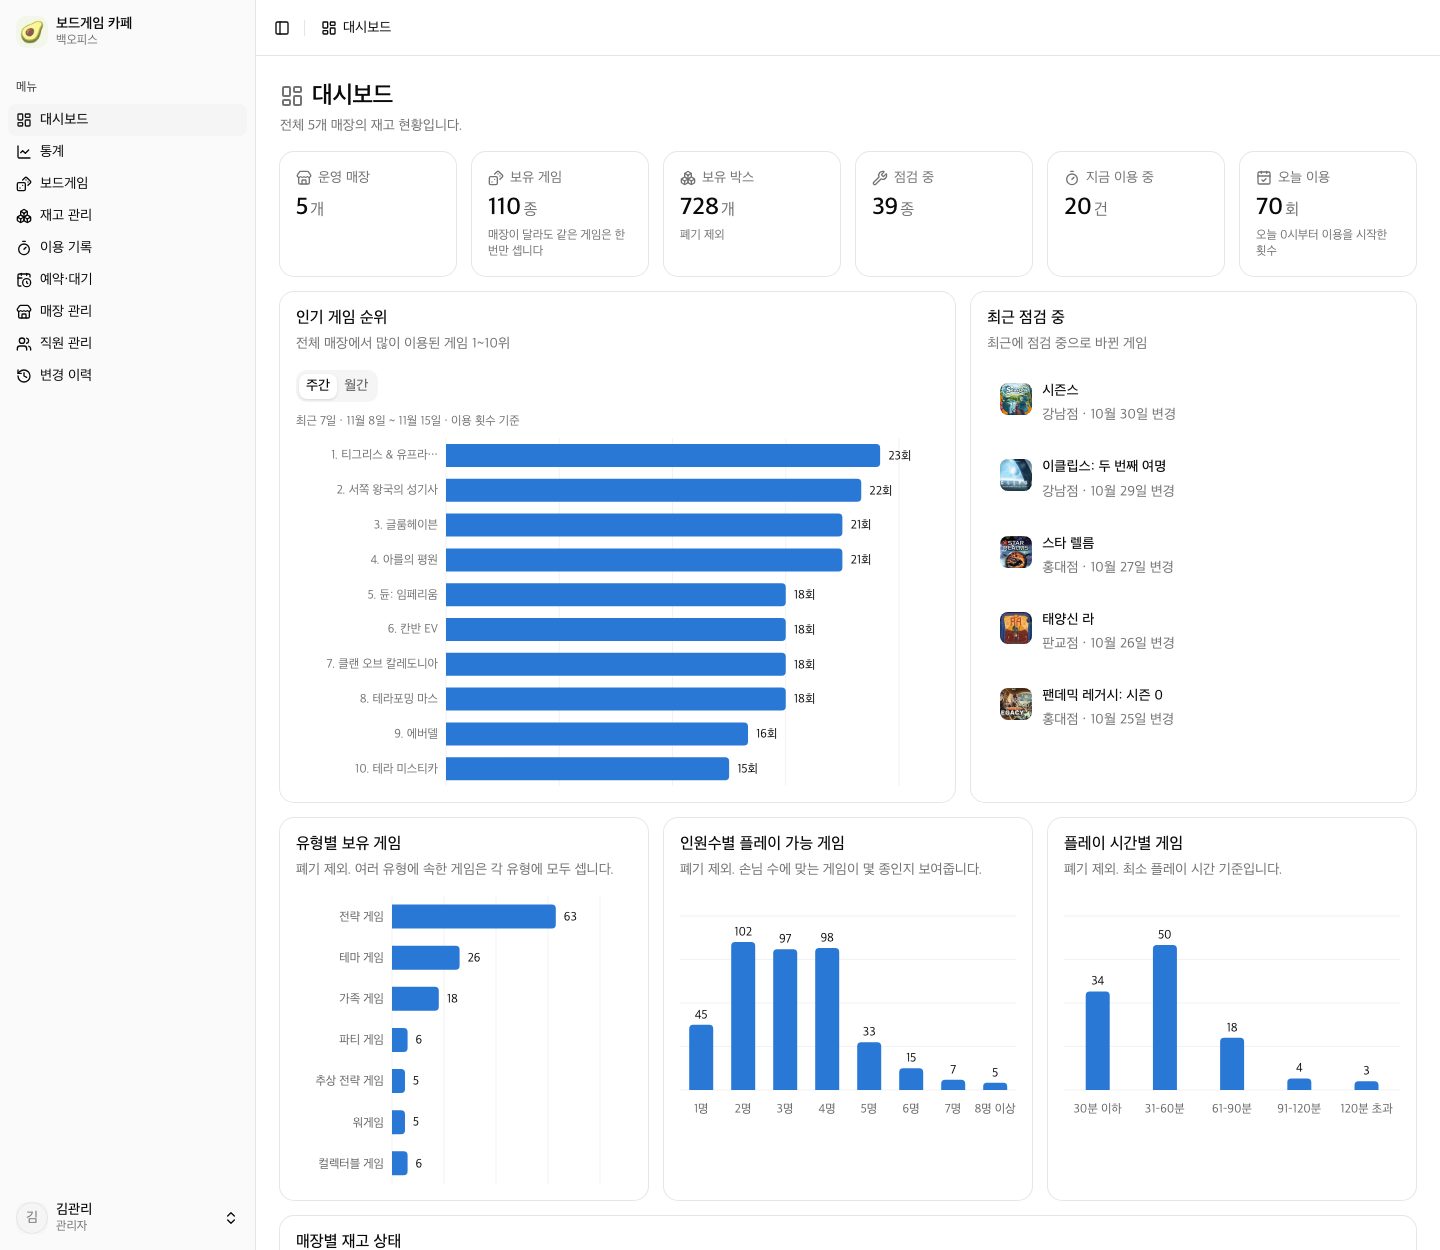 보드게임 카페
백오피스
메뉴
대시보드
통계
보드게임
재고 관리
이용 기록
예약·대기
매장 관리
직원 관리
변경 이력
김
김관리
관리자
대시보드
대시보드
전체 5개 매장의 재고 현황입니다.
운영 매장
5개
보유 게임
110종
매장이 달라도 같은 게임은 한
번만 셉니다
보유 박스
728개
폐기 제외
점검 중
39종
지금 이용 중
20건
오늘 이용
70회
오늘 0시부터 이용을 시작한
횟수
인기 게임 순위
전체 매장에서 많이 이용된 게임 1~10위
주간 월간
최근 7일 · 11월 8일 ~ 11월 15일 · 이용 횟수 기준
1. 티그리스 & 유프라… 23회
2. 서쪽 왕국의 성기사 22회
3. 글룸헤이븐 21회
4. 아를의 평원 21회
5. 듄: 임페리움 18회
6. 칸반 EV 18회
7. 클랜 오브 칼레도니아 18회
8. 테라포밍 마스 18회
9. 에버델 16회
10. 테라 미스티카 15회
최근 점검 중
최근에 점검 중으로 바뀐 게임
시즌스
강남점 · 10월 30일 변경
이클립스: 두 번째 여명
강남점 · 10월 29일 변경
STAR
REALMS
스타 렐름
홍대점 · 10월 27일 변경
태양신 라
판교점 · 10월 26일 변경
팬데믹 레거시: 시즌 0
홍대점 · 10월 25일 변경
유형별 보유 게임
폐기 제외. 여러 유형에 속한 게임은 각 유형에 모두 셉니다.
전략 게임 63
테마 게임 26
가족 게임 18
파티 게임 6
추상 전략 게임 5
워게임 5
컬렉터블 게임 6
인원수별 플레이 가능 게임
폐기 제외. 손님 수에 맞는 게임이 몇 종인지 보여줍니다.
45 102 97 98 33 15 7 5
1명 2명 3명 4명 5명 6명 7명 8명 이상
플레이 시간별 게임
폐기 제외. 최소 플레이 시간 기준입니다.
34 50 18 4 3
30분 이하 31-60분 61-90분 91-120분 120분 초과
매장별 재고 상태